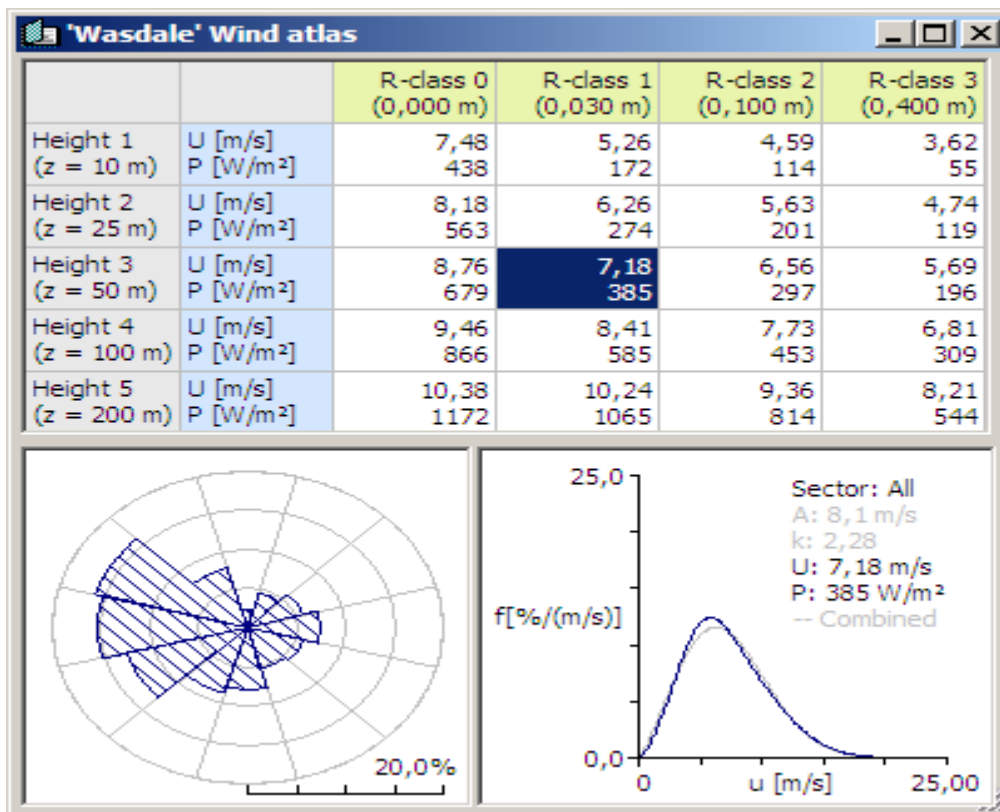 'Wasdale' Wind atlas
R-class 0 R-class 1 R-class 2 R-class 3
(0,000 m) (0,030 m) (0,100 m) (0,400 m)
Height 1 U [m/s] 7,48 5,26 4,59 3,62
(z = 10 m) P [W/m²] 438 172 114 55
Height 2 U [m/s] 8,18 6,26 5,63 4,74
(z = 25 m) P [W/m²] 563 274 201 119
Height 3 U [m/s] 8,76 7,18 6,56 5,69
(z = 50 m) P [W/m²] 679 385 297 196
Height 4 U [m/s] 9,46 8,41 7,73 6,81
(z = 100 m) P [W/m²] 866 585 453 309
Height 5 U [m/s] 10,38 10,24 9,36 8,21
(z = 200 m) P [W/m²] 1172 1065 814 544
20,0%
25,0
Sector: All
A: 8,1 m/s
k: 2,28
U: 7,18 m/s
P: 385 W/m²
-- Combined
f[%/(m/s)]
0,0
0 u [m/s] 25,00